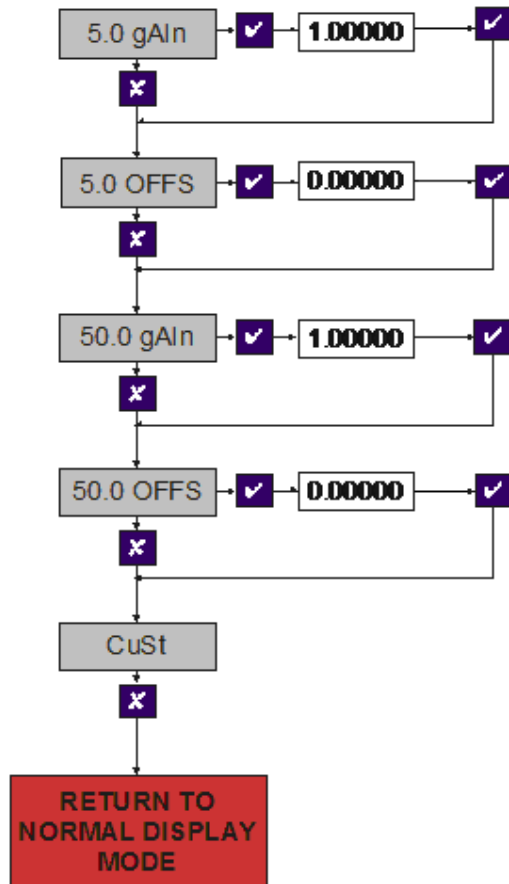 5.0 gAIn
1.00000
5.0 OFFS
0.00000
50.0 gAIn
1.00000
50.0 OFFS
0.00000
CuSt
RETURN TO
NORMAL DISPLAY
MODE